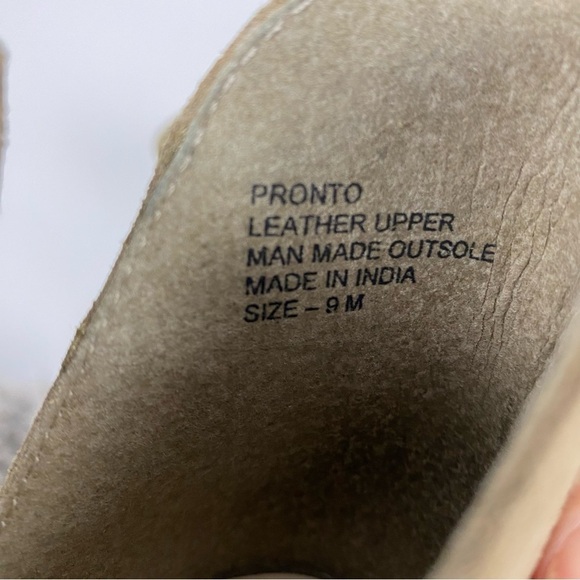 PRONTO
LEATHER UPPER
MAN MADE OUTSOLE
MADE IN INDIA
SIZE – 9 M